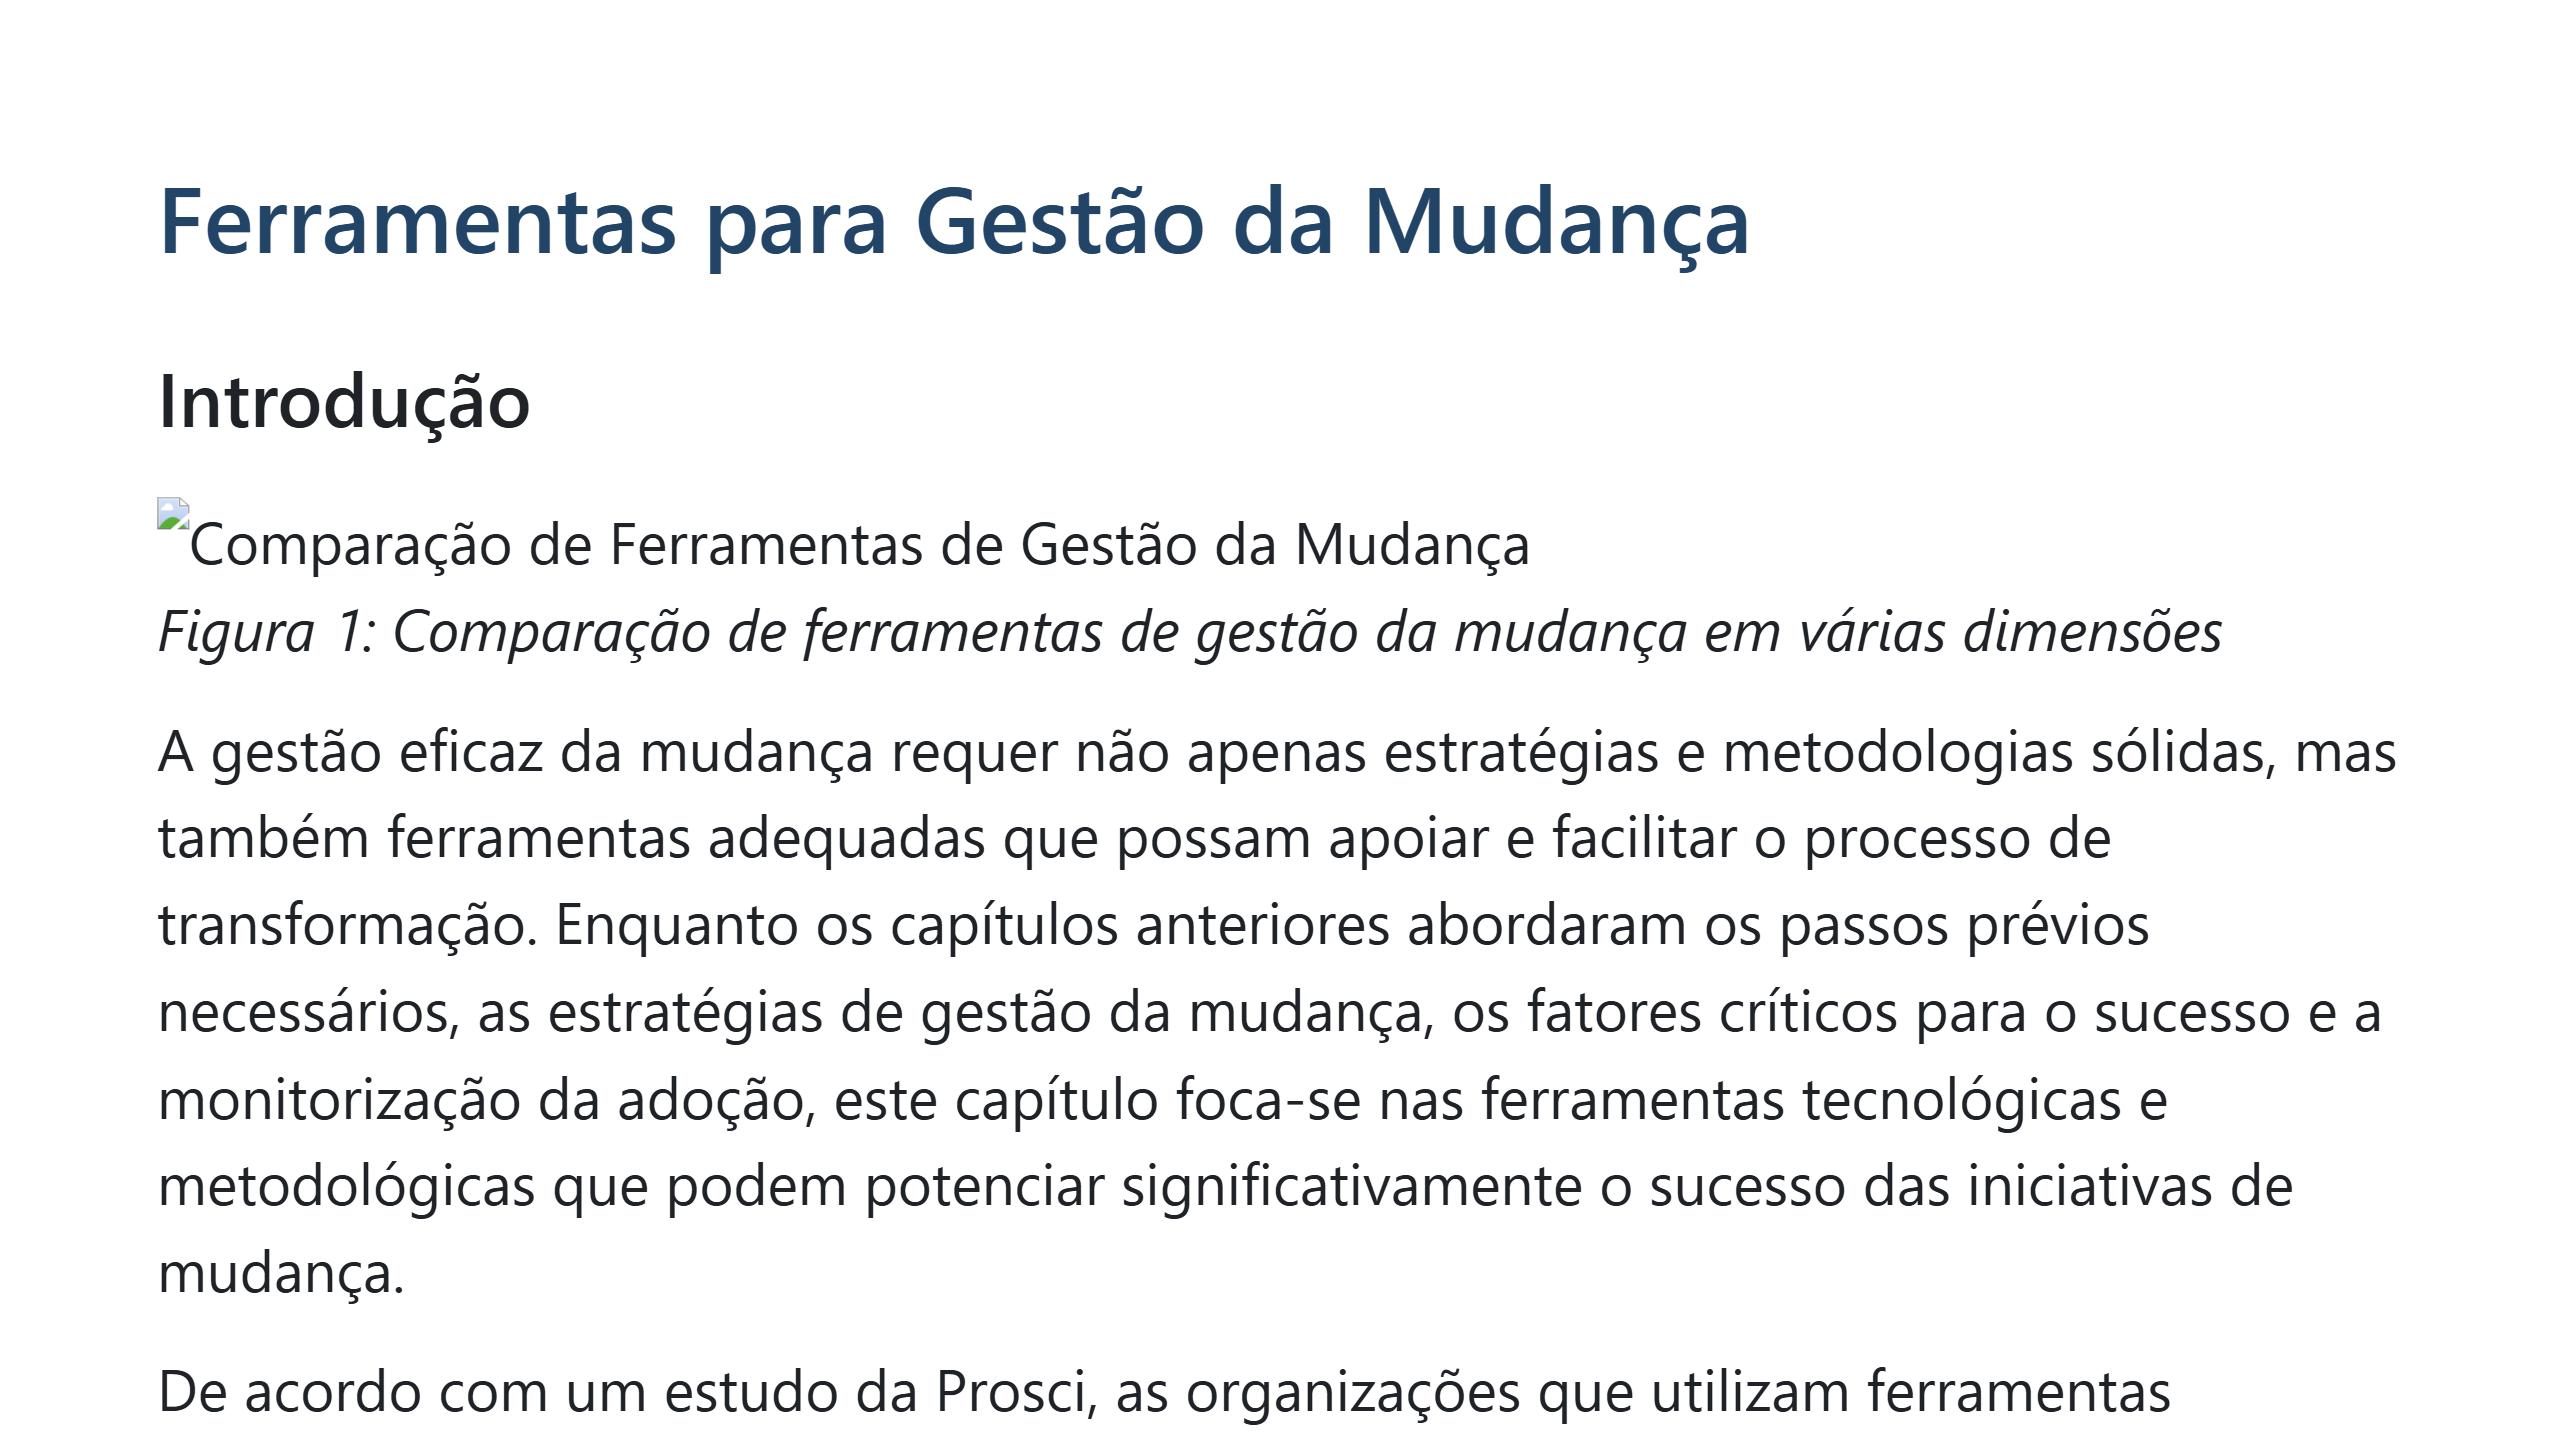 Ferramentas para Gestão da Mudança
Introdução
Comparação de Ferramentas de Gestão da Mudança
Figura 1: Comparação de ferramentas de gestão da mudança em várias dimensões
A gestão eficaz da mudança requer não apenas estratégias e metodologias sólidas, mas
também ferramentas adequadas que possam apoiar e facilitar o processo de
transformação. Enquanto os capítulos anteriores abordaram os passos prévios
necessários, as estratégias de gestão da mudança, os fatores críticos para o sucesso e a
monitorização da adoção, este capítulo foca-se nas ferramentas tecnológicas e
metodológicas que podem potenciar significativamente o sucesso das iniciativas de
mudança.
De acordo com um estudo da Prosci, as organizações que utilizam ferramentas